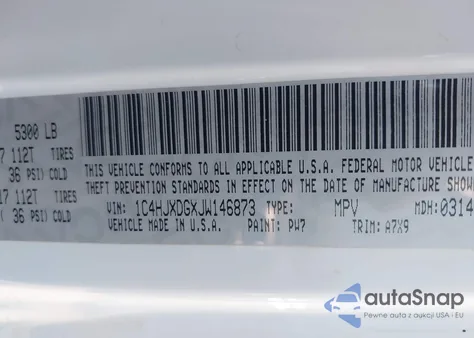 5300 LB
7 112T TIRES
36 PSI/ COLD
17 112T TIRES
( 36 PSI) COLD
THIS VEHICLE CONFORMS TO ALL APPLICABLE U.S.A. FEDERAL MOTOR VEHICLE
THEFT PREVENTION STANDARDS IN EFFECT ON THE DATE OF MANUFACTURE SHOW
VIN: 1C4HJXDGXJW146873 TYPE: MPV MDH:0314
VEHICLE MADE IN U.S.A. PAINT: PW7 TRIM: A7X9
autoSnap
Pewne auta z aukcji USA - EU